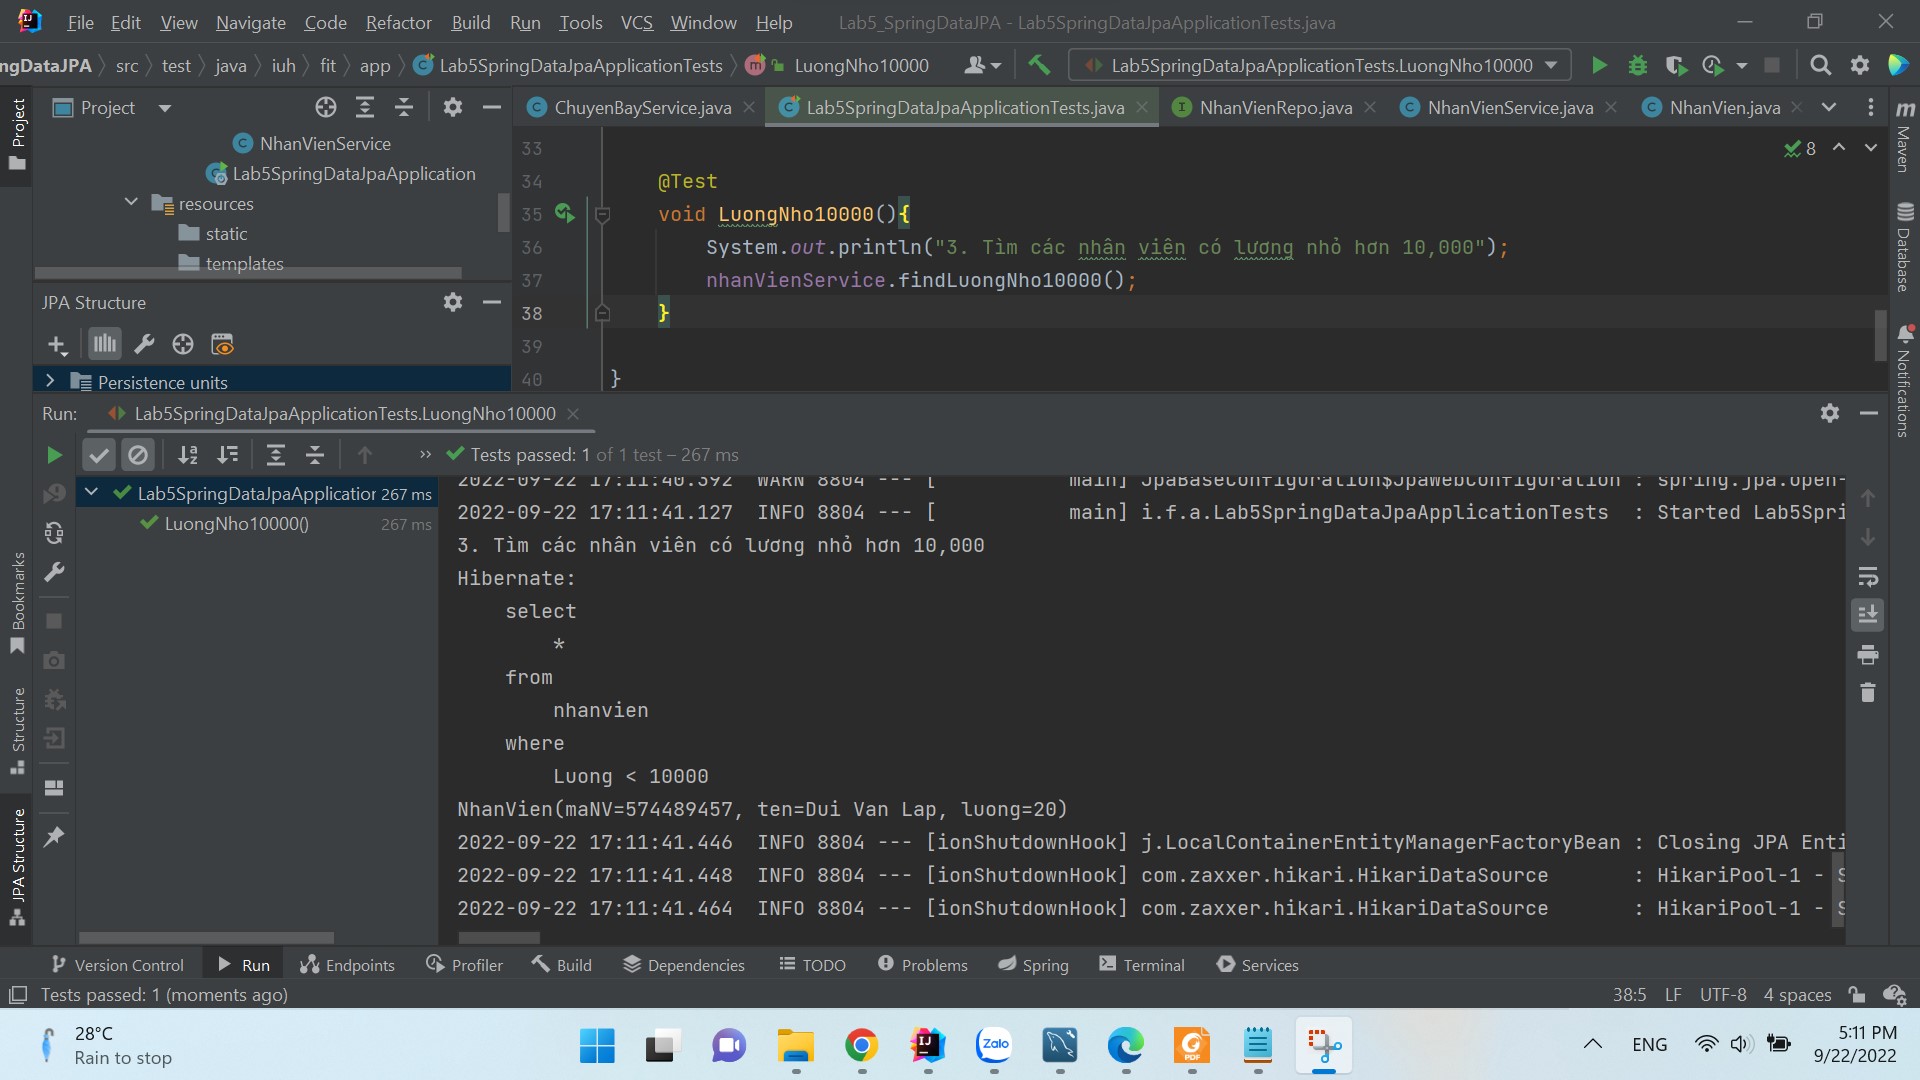 File Edit View Navigate Code Refactor Build Run Tools VCS Window Help Lab5_SpringDataJPA - Lab5SpringDataJpaApplicationTests.java
ngDataJPA src test java iuh fit app Lab5SpringDataJpaApplicationTests LuongNho10000 Lab5SpringDataJpaApplicationTests.LuongNho10000
Project
ChuyenBayService.java Lab5SpringDataJpaApplicationTests.java NhanVienRepo.java NhanVienService.java NhanVien.java
NhanVienService
Lab5SpringDataJpaApplication
resources
static
templates
JPA Structure
Persistence units
33
8
34 @Test
35 void LuongNho10000(){
36 System.out.println("3. Tìm các nhân viên có lương nhỏ hơn 10,000");
37 nhanVienService.findLuongNho10000();
38 }
39
40 }
Project
Bookmarks
Structure
JPA Structure
Maven
Database
Notifications
Run: Lab5SpringDataJpaApplicationTests.LuongNho10000
Tests passed: 1 of 1 test – 267 ms
Lab5SpringDataJpaApplication 267 ms
LuongNho10000() 267 ms
2022-09-22 17:11:40.392 WARN 8804 --- [ main] JpaBaseConfiguration$JpaWebConfiguration : spring.jpa.open-
2022-09-22 17:11:41.127 INFO 8804 --- [ main] i.f.a.Lab5SpringDataJpaApplicationTests : Started Lab5Spri
3. Tìm các nhân viên có lương nhỏ hơn 10,000
Hibernate:
select
*
from
nhanvien
where
Luong < 10000
NhanVien(maNV=574489457, ten=Dui Van Lap, luong=20)
2022-09-22 17:11:41.446 INFO 8804 --- [ionShutdownHook] j.LocalContainerEntityManagerFactoryBean : Closing JPA Enti
2022-09-22 17:11:41.448 INFO 8804 --- [ionShutdownHook] com.zaxxer.hikari.HikariDataSource : HikariPool-1 - S
2022-09-22 17:11:41.464 INFO 8804 --- [ionShutdownHook] com.zaxxer.hikari.HikariDataSource : HikariPool-1 - S
Version Control Run Endpoints Profiler Build Dependencies TODO Problems Spring Terminal Services
Tests passed: 1 (moments ago) 38:5 LF UTF-8 4 spaces
28°C
Rain to stop
Zalo
PDF
ENG
5:11 PM
9/22/2022